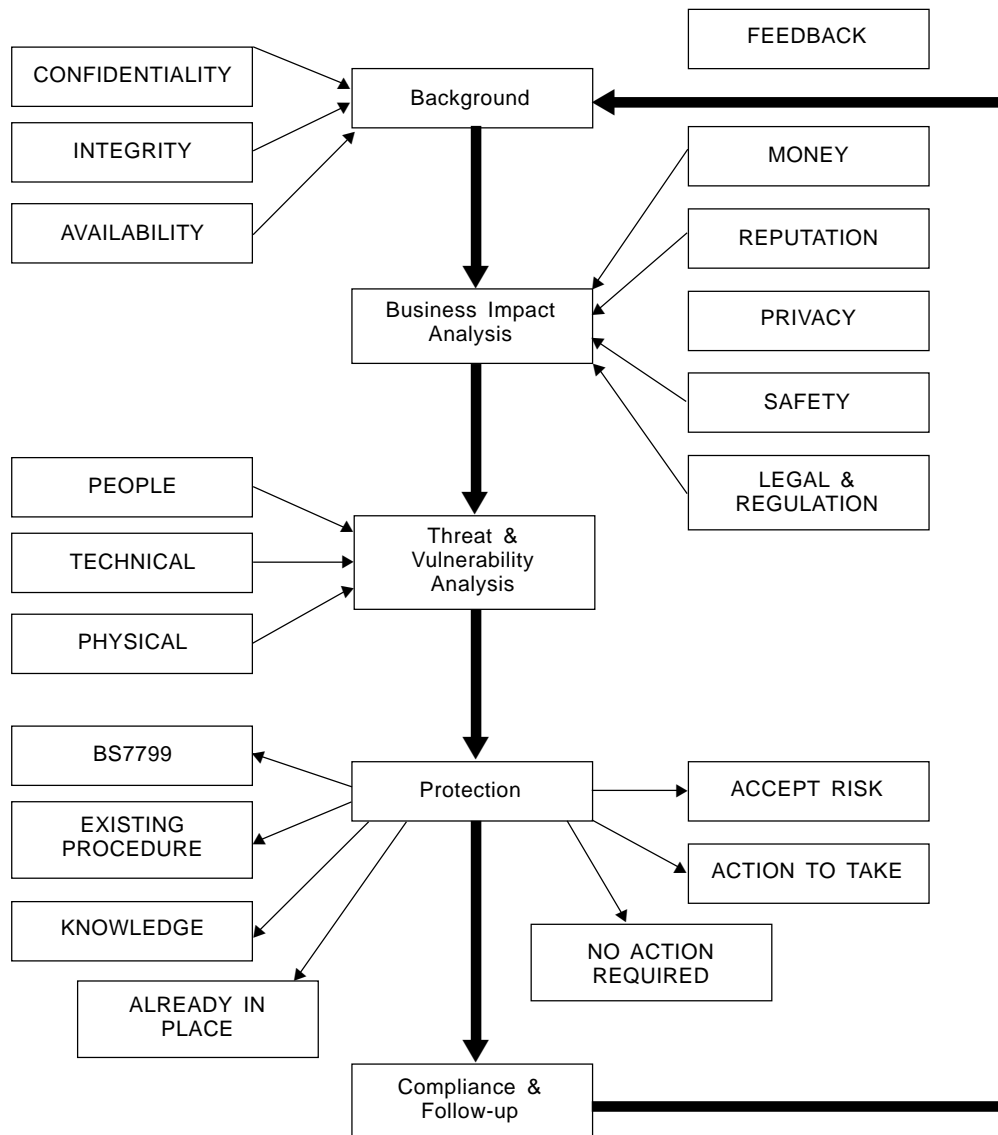 FEEDBACK
CONFIDENTIALITY
Background
INTEGRITY
MONEY
AVAILABILITY
REPUTATION
Business Impact
Analysis
PRIVACY
SAFETY
PEOPLE
LEGAL &
REGULATION
Threat &
Vulnerability
Analysis
TECHNICAL
PHYSICAL
BS7799
Protection
ACCEPT RISK
EXISTING
PROCEDURE
ACTION TO TAKE
KNOWLEDGE
NO ACTION
REQUIRED
ALREADY IN
PLACE
Compliance &
Follow-up